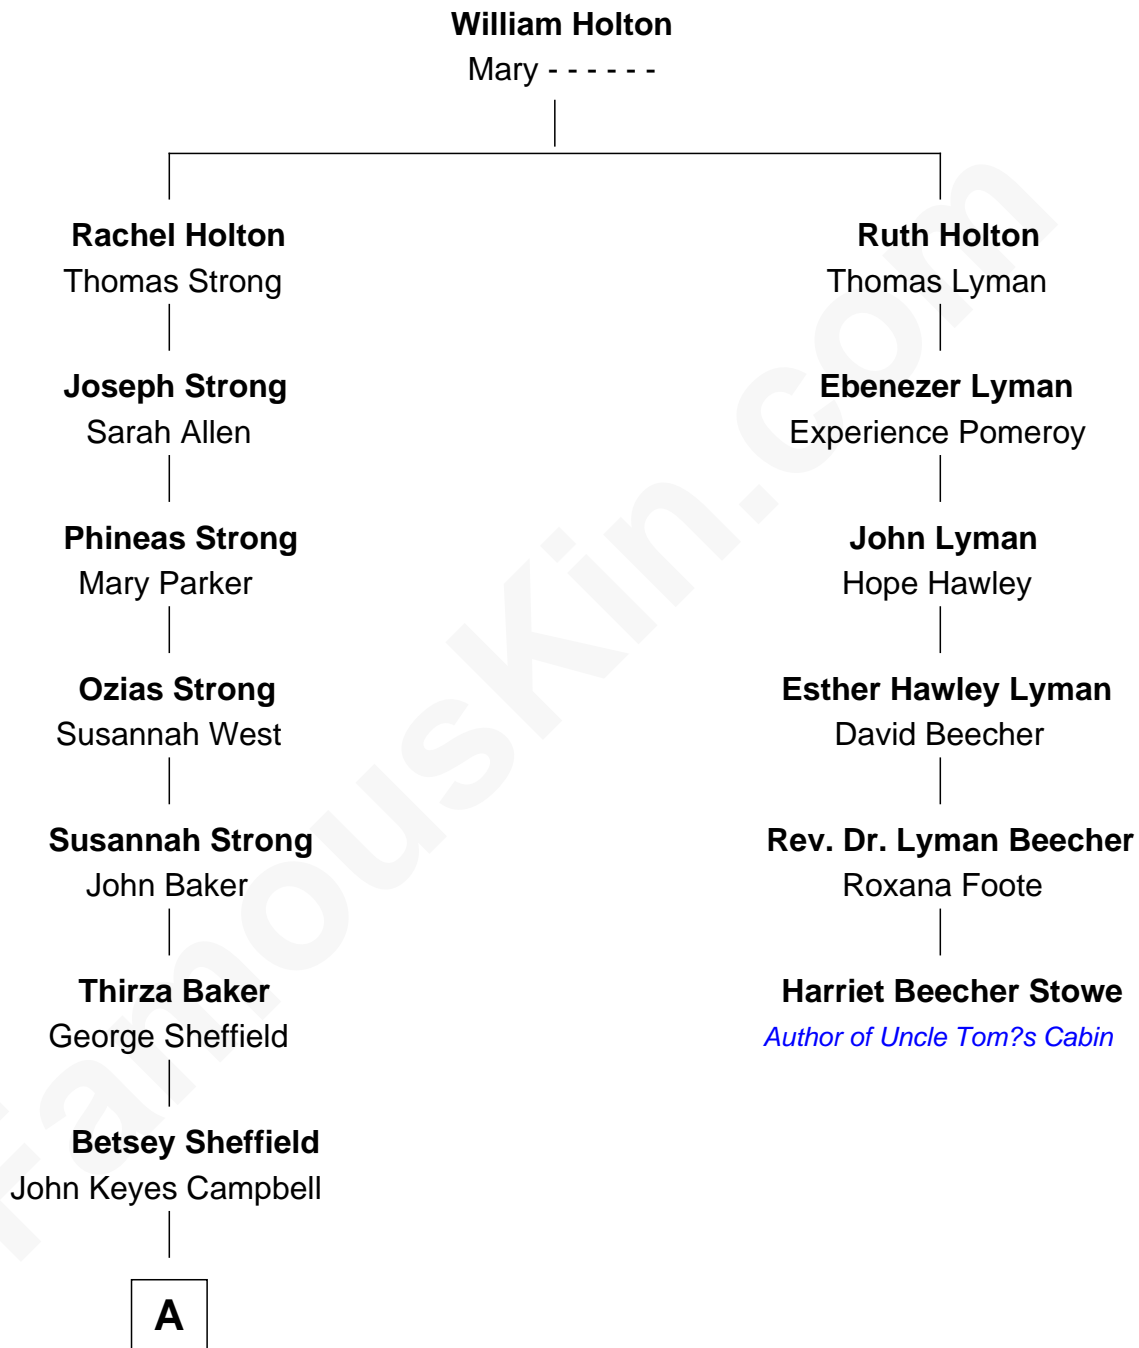 William Holton
Mary - - - - - -
Rachel Holton
Thomas Strong
Ruth Holton
Thomas Lyman
Joseph Strong
Sarah Allen
Ebenezer Lyman
Experience Pomeroy
Phineas Strong
Mary Parker
John Lyman
Hope Hawley
Ozias Strong
Susannah West
Esther Hawley Lyman
David Beecher
Susannah Strong
John Baker
Rev. Dr. Lyman Beecher
Roxana Foote
Thirza Baker
George Sheffield
Harriet Beecher Stowe
Author of Uncle Tom?s Cabin
Betsey Sheffield
John Keyes Campbell
A
FamousKin.com